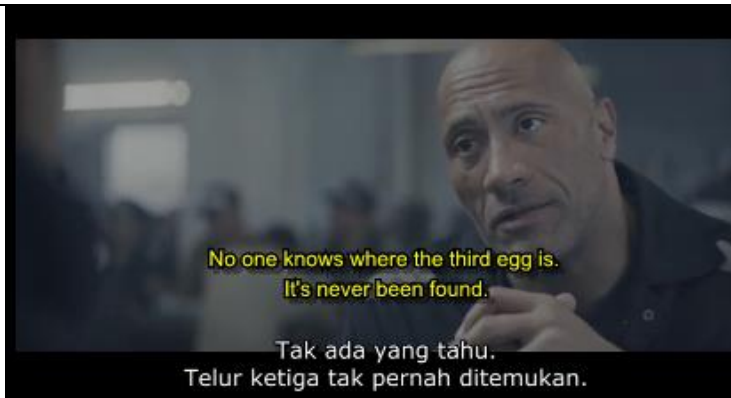 No one knows where the third egg is.
It's never been found.
Tak ada yang tahu.
Telur ketiga tak pernah ditemukan.